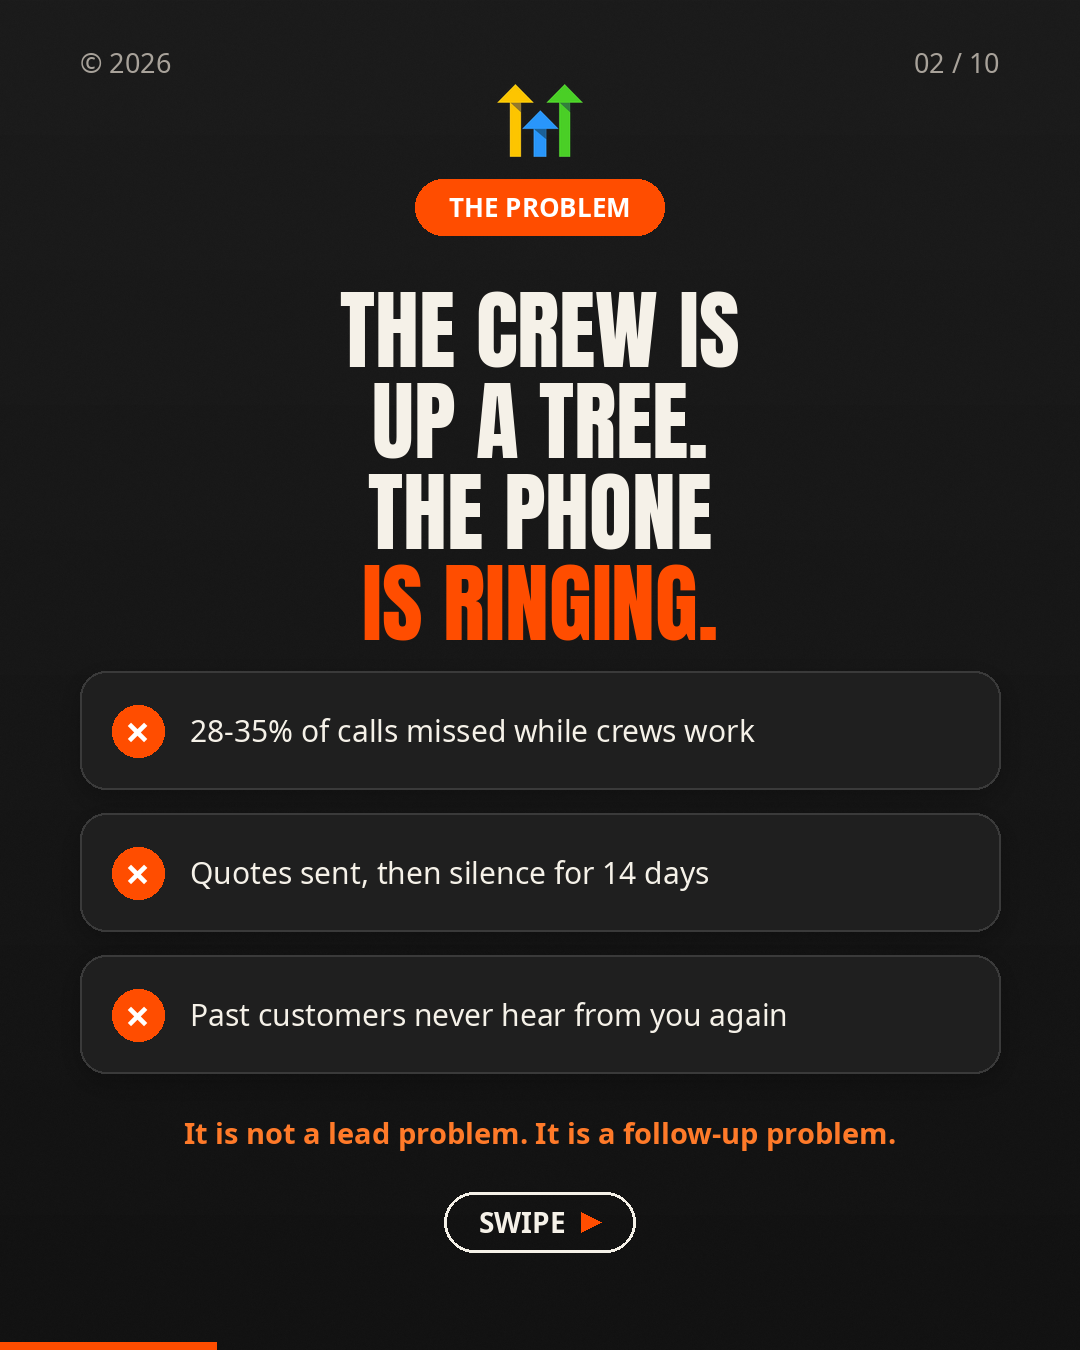 © 2026
02 / 10
THE PROBLEM
THE CREW IS
UP A TREE.
THE PHONE
IS RINGING.
28-35% of calls missed while crews work
Quotes sent, then silence for 14 days
Past customers never hear from you again
It is not a lead problem. It is a follow-up problem.
SWIPE